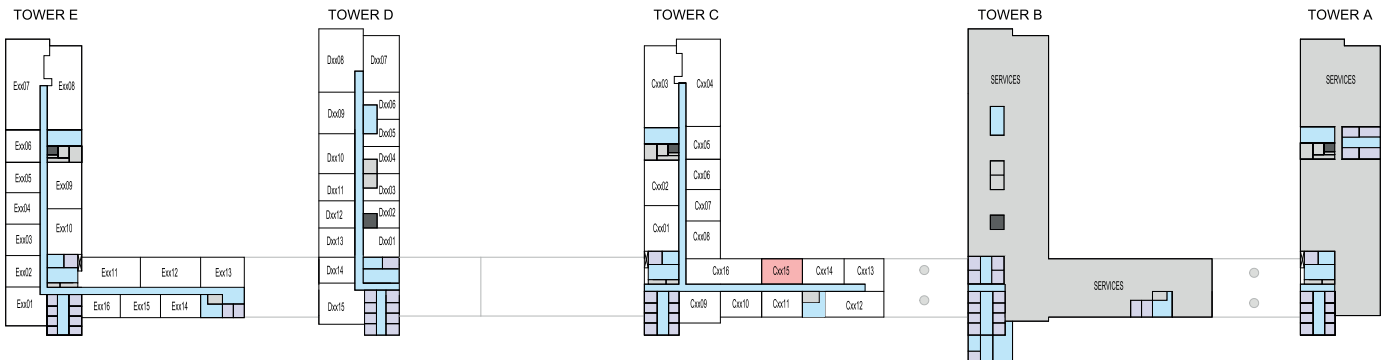 TOWER E
TOWER D
TOWER C
TOWER B
TOWER A
Exx07
Exx08
Exx06
Exx05
Exx09
Exx04
Exx10
Exx03
Exx02
Exx11
Exx12
Exx13
Exx01
Exx16
Exx15
Exx14
Dxx08
Dxx07
Dxx06
Dxx09
Dxx05
Dxx10
Dxx04
Dxx11
Dxx03
Dxx12
Dxx02
Dxx13
Dxx01
Dxx14
Dxx15
Cxx03
Cxx04
Cxx05
Cxx02
Cxx06
Cxx07
Cxx01
Cxx08
Cxx16
Cxx15
Cxx14
Cxx13
Cxx09
Cxx10
Cxx11
Cxx12
SERVICES
SERVICES
SERVICES